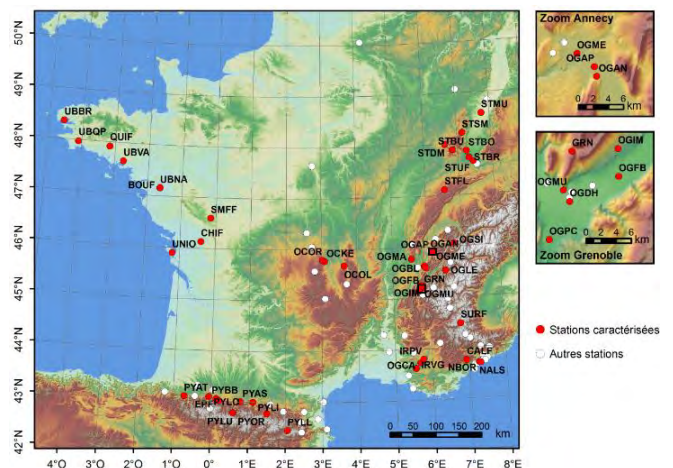 50°N
49°N
48°N
47°N
46°N
45°N
44°N
43°N
42°N
4°O
3°O
2°O
1°O
0°
1°E
2°E
3°E
4°E
5°E
6°E
7°E
8°E
UBBR
UBQP
QUIF
UBVA
UBNA
BOUF
SMFF
CHIF
UNIO
STMU
STSM
STBU
STBO
STDM
STBR
STUF
STFL
OCOR
OCKE
OCOL
OGAP
OGAN
OGSI
OGMA
OGME
OGBL
OGLE
OGFB
GRN
OGIM
OGMU
SURF
IRPV
CALF
OGCA
IRVG
NBOR
NALS
PYAT
PYBB
PYAS
EPF
PYLO
PYLI
PYLU
PYOR
PYLL
0 50 100 150 200
km
Zoom Annecy
OGME
OGAP
OGAN
0 2 4 6
km
GRN
OGIM
OGFB
OGMU
OGDH
0 2 4 6
km
OGPC
Zoom Grenoble
Stations caractérisées
Autres stations